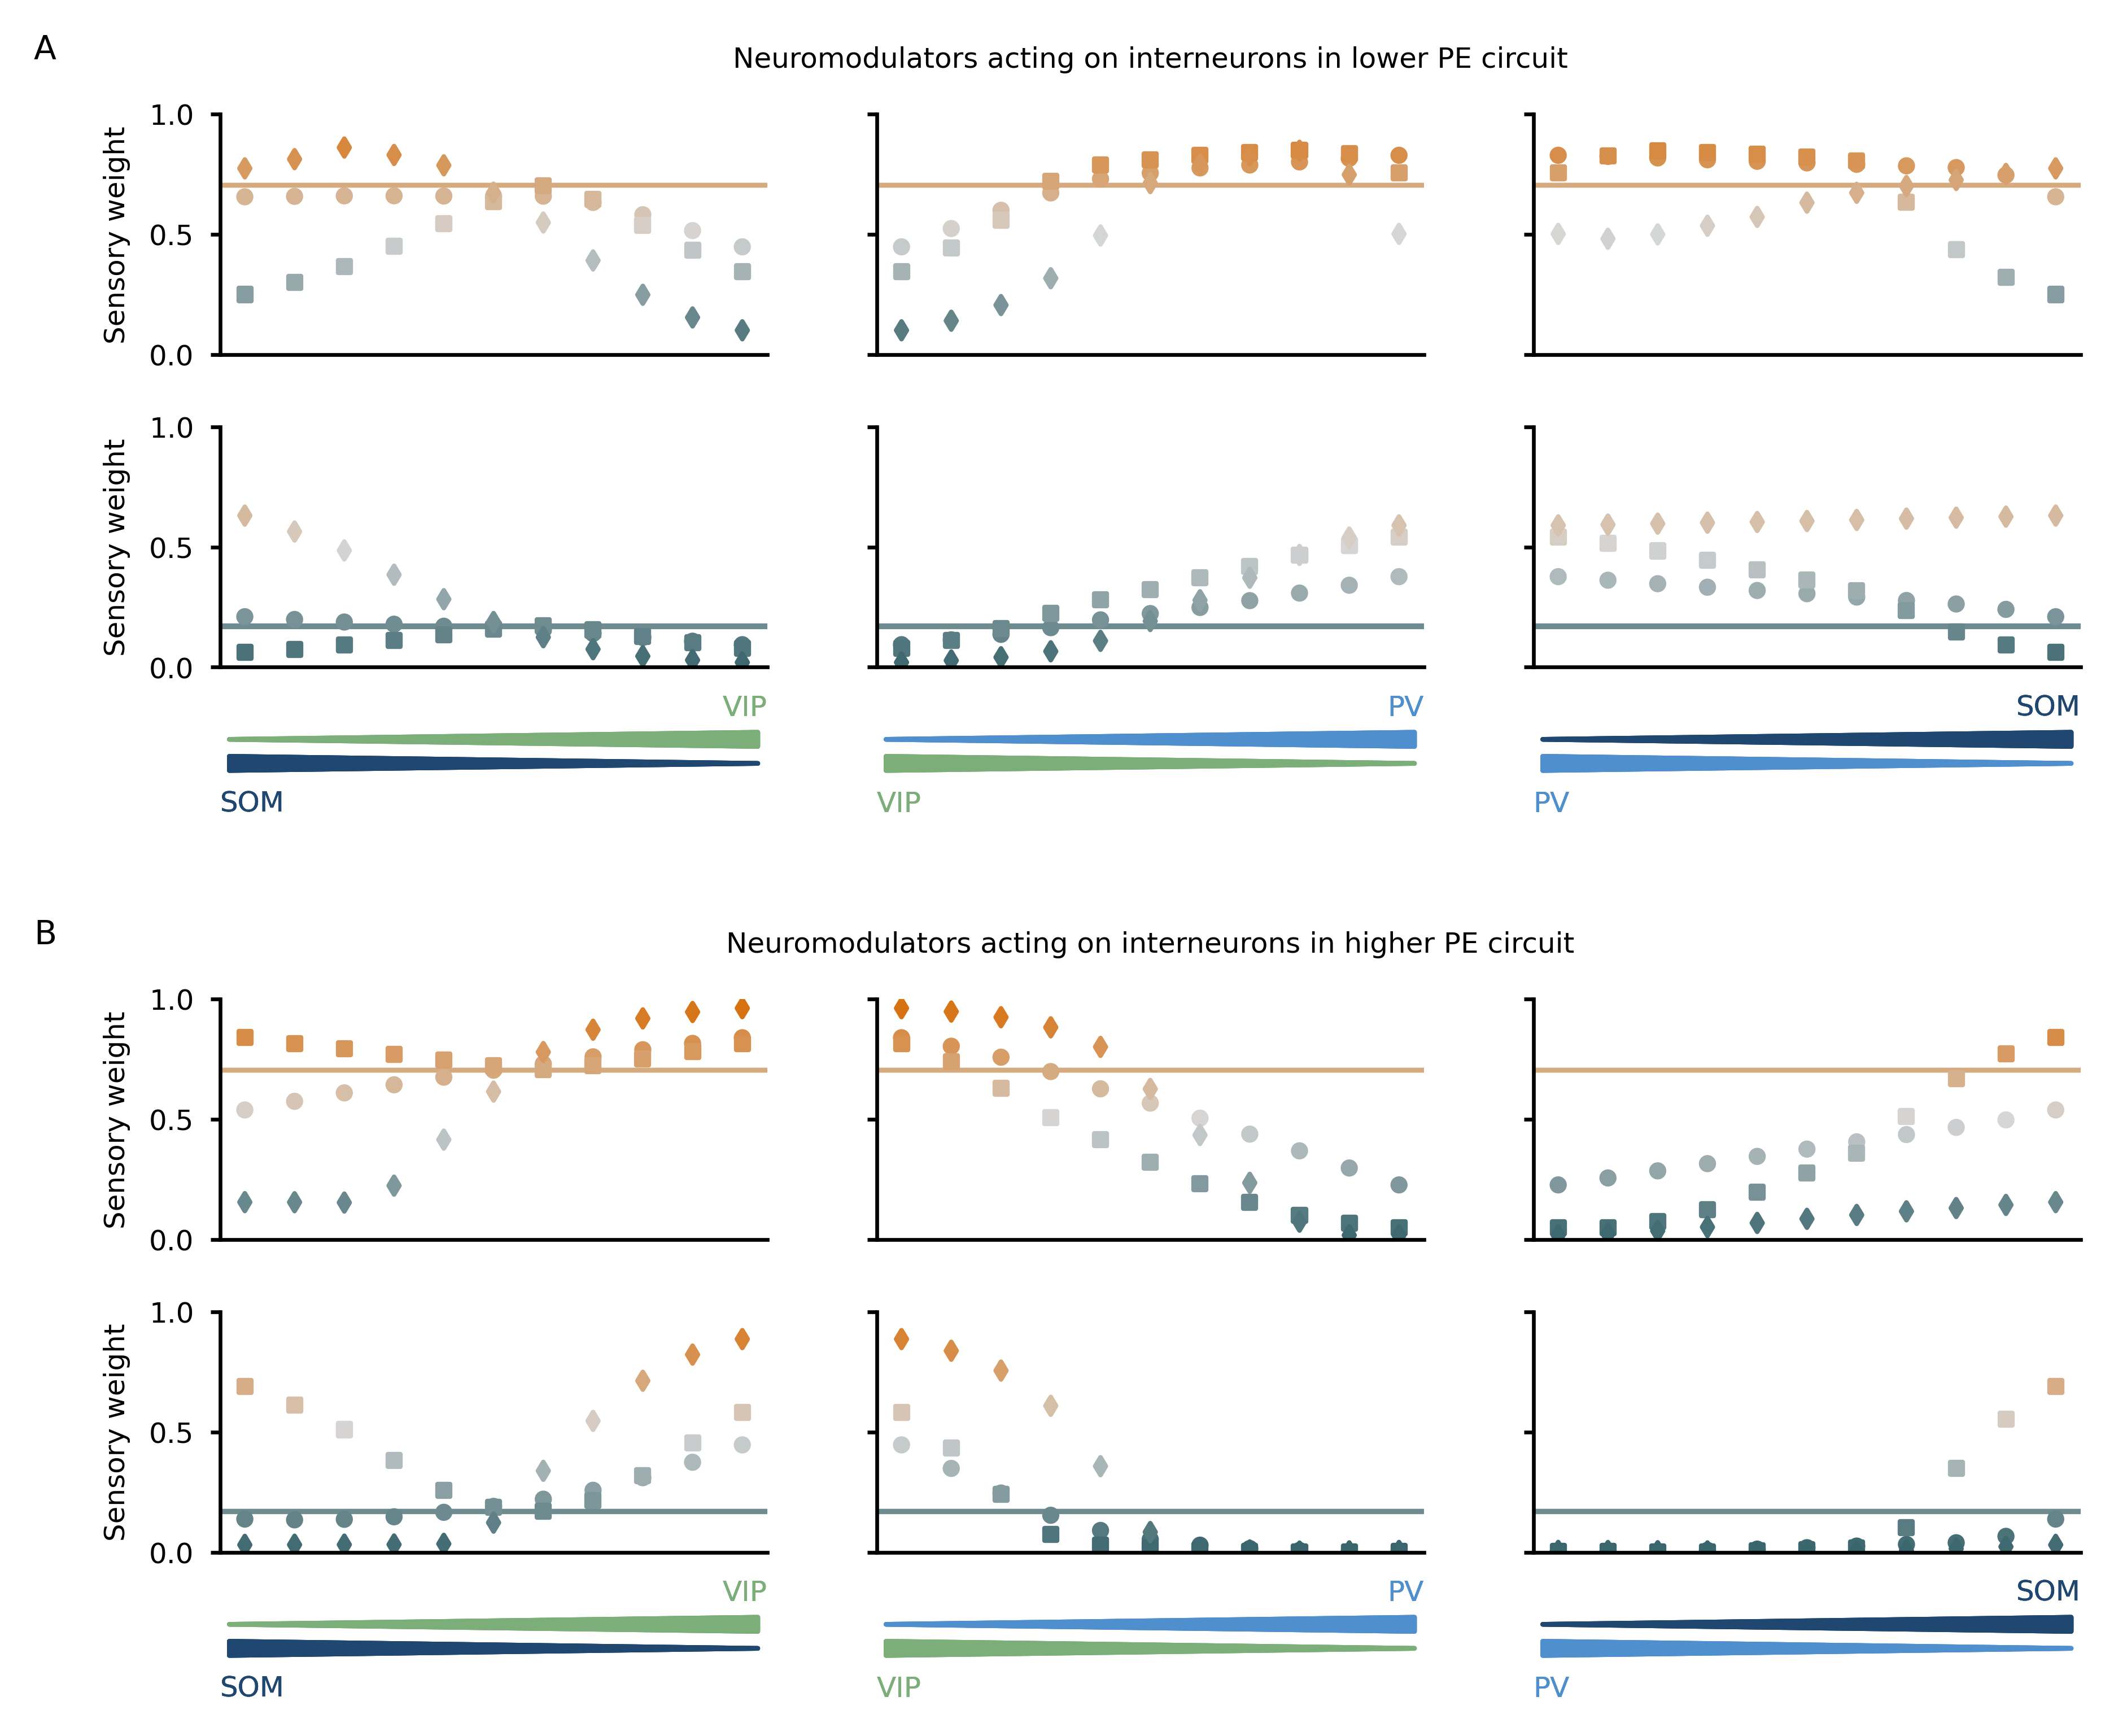 A
Neuromodulators acting on interneurons in lower PE circuit
Sensory weight
1.0
0.5
0.0
Sensory weight
1.0
0.5
0.0
VIP
PV
SOM
SOM
VIP
PV
B
Neuromodulators acting on interneurons in higher PE circuit
Sensory weight
1.0
0.5
0.0
Sensory weight
1.0
0.5
0.0
VIP
PV
SOM
SOM
VIP
PV